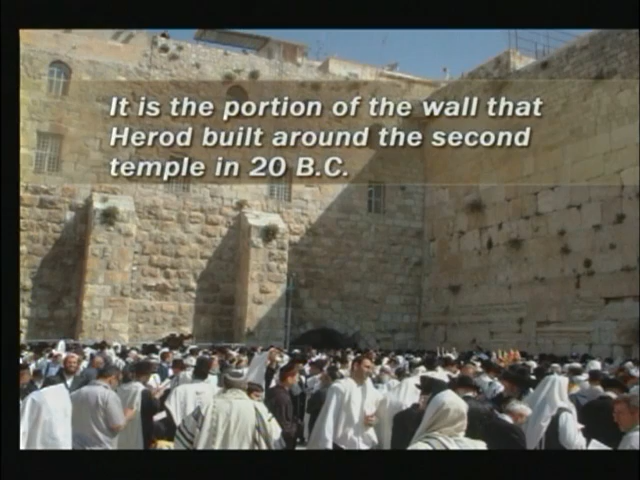 It is the portion of the wall that
Herod built around the second
temple in 20 B.C.